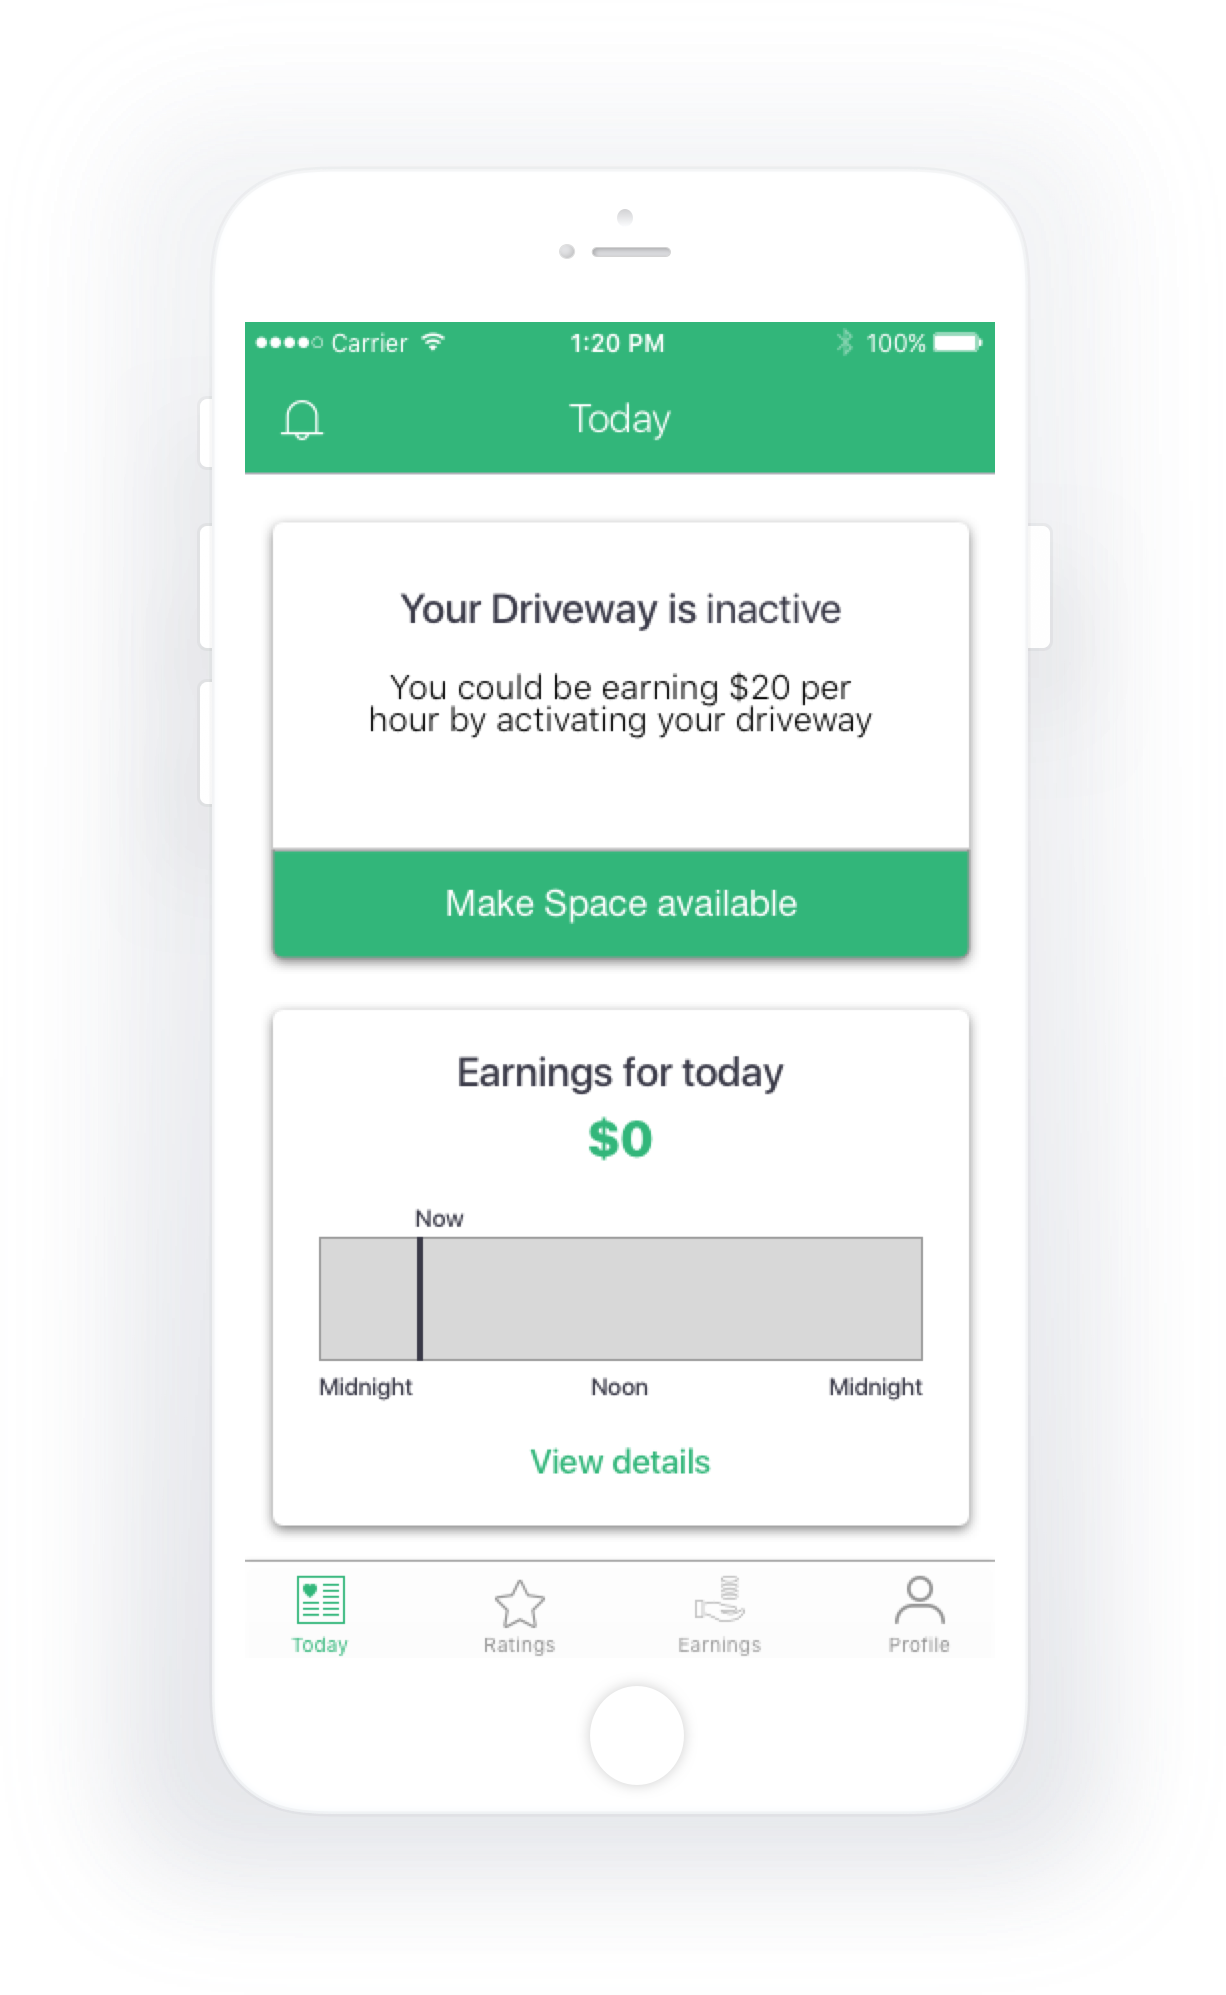 Carrier 1:20 PM 100%
Today
Your Driveway is inactive
You could be earning $20 per
hour by activating your driveway
Make Space available
Earnings for today
$0
Now
Midnight Noon Midnight
View details
Today Ratings Earnings Profile